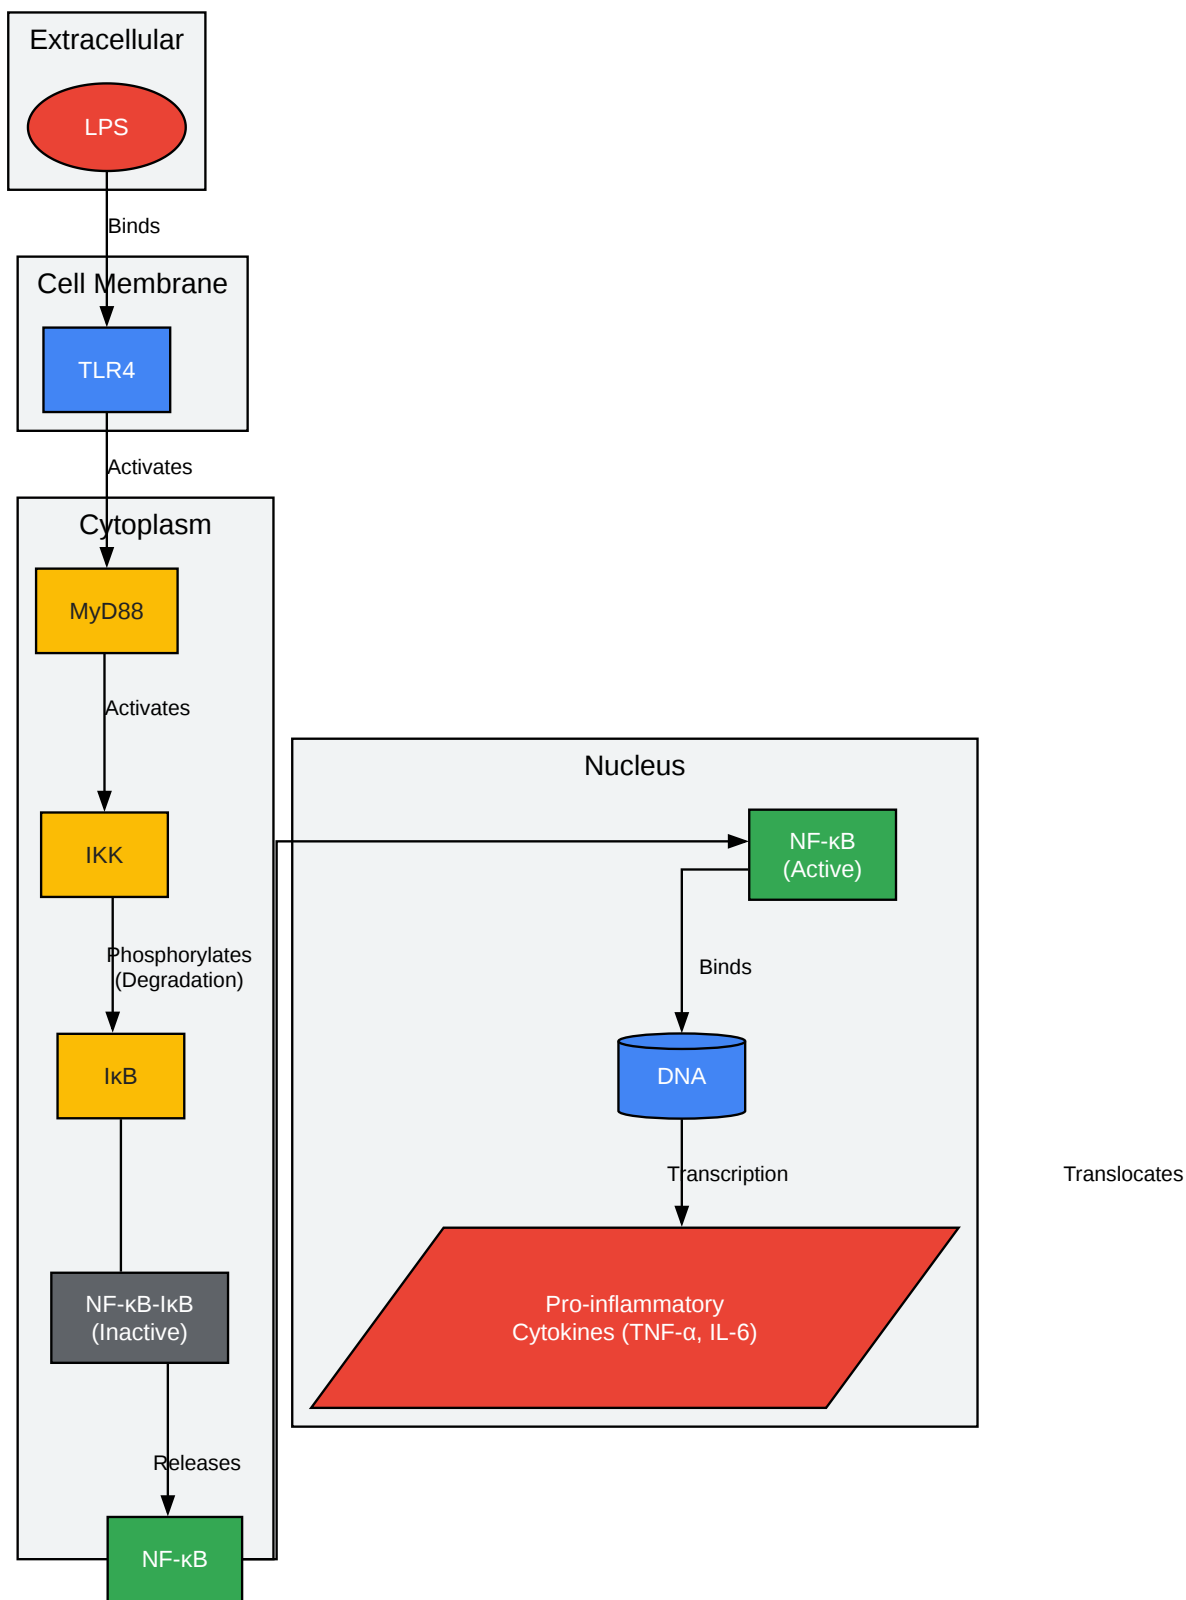 Extracellular
LPS
Binds
Cell Membrane
TLR4
Activates
Cytoplasm
MyD88
Activates
IKK
Phosphorylates
(Degradation)
IκB
NF-κB-IκB
(Inactive)
Releases
NF-κB
Nucleus
NF-κB
(Active)
Binds
DNA
Transcription
Translocates
Pro-inflammatory
Cytokines (TNF-α, IL-6)